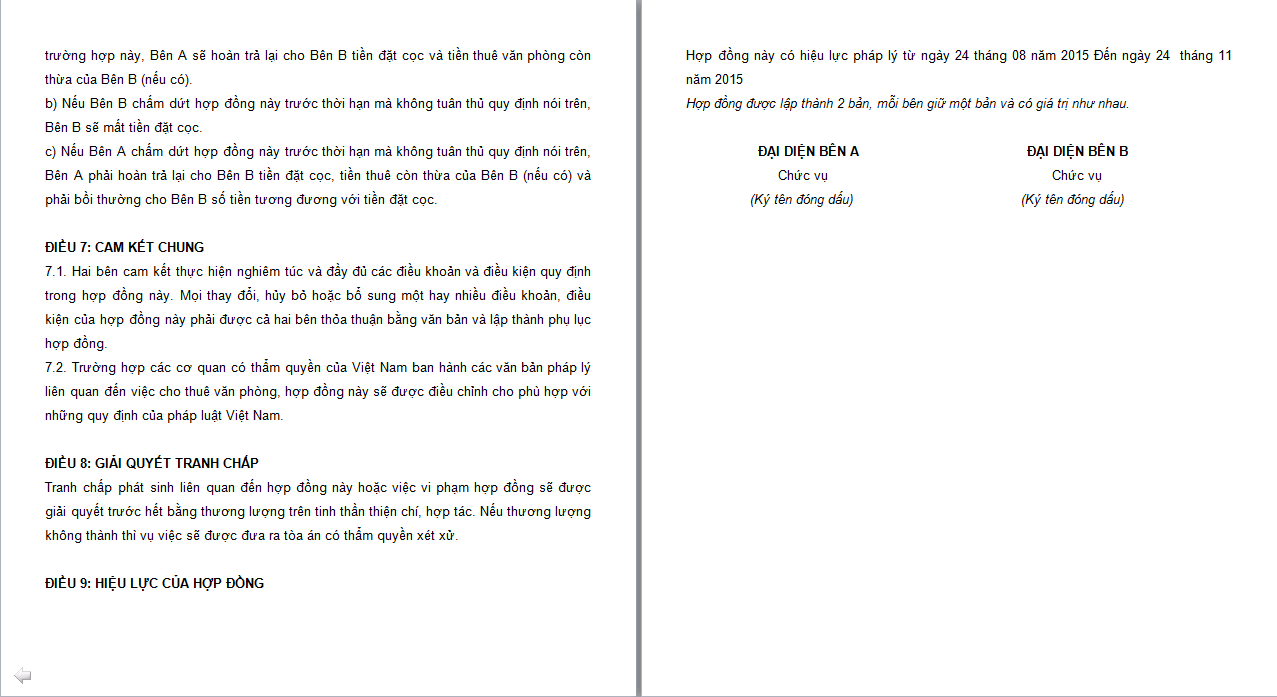 trường hợp này, Bên A sẽ hoàn trả lại cho Bên B tiền đặt cọc và tiền thuê văn phòng còn
thừa của Bên B (nếu có).
b) Nếu Bên B chấm dứt hợp đồng này trước thời hạn mà không tuân thủ quy định nói trên,
Bên B sẽ mất tiền đặt cọc.
c) Nếu Bên A chấm dứt hợp đồng này trước thời hạn mà không tuân thủ quy định nói trên,
Bên A phải hoàn trả lại cho Bên B tiền đặt cọc, tiền thuê còn thừa của Bên B (nếu có) và
phải bồi thường cho Bên B số tiền tương đương với tiền đặt cọc.
ĐIỀU 7: CAM KẾT CHUNG
7.1. Hai bên cam kết thực hiện nghiêm túc và đầy đủ các điều khoản và điều kiện quy định
trong hợp đồng này. Mọi thay đổi, hủy bỏ hoặc bổ sung một hay nhiều điều khoản, điều
kiện của hợp đồng này phải được cả hai bên thỏa thuận bằng văn bản và lập thành phụ lục
hợp đồng.
7.2. Trường hợp các cơ quan có thẩm quyền của Việt Nam ban hành các văn bản pháp lý
liên quan đến việc cho thuê văn phòng, hợp đồng này sẽ được điều chỉnh cho phù hợp với
những quy định của pháp luật Việt Nam.
ĐIỀU 8: GIẢI QUYẾT TRANH CHẤP
Tranh chấp phát sinh liên quan đến hợp đồng này hoặc việc vi phạm hợp đồng sẽ được
giải quyết trước hết bằng thương lượng trên tinh thần thiện chí, hợp tác. Nếu thương lượng
không thành thì vụ việc sẽ được đưa ra tòa án có thẩm quyền xét xử.
ĐIỀU 9: HIỆU LỰC CỦA HỢP ĐỒNG
Hợp đồng này có hiệu lực pháp lý từ ngày 24 tháng 08 năm 2015 Đến ngày 24 tháng 11
năm 2015
Hợp đồng được lập thành 2 bản, mỗi bên giữ một bản và có giá trị như nhau.
ĐẠI DIỆN BÊN A ĐẠI DIỆN BÊN B
Chức vụ Chức vụ
(Ký tên đóng dấu) (Ký tên đóng dấu)